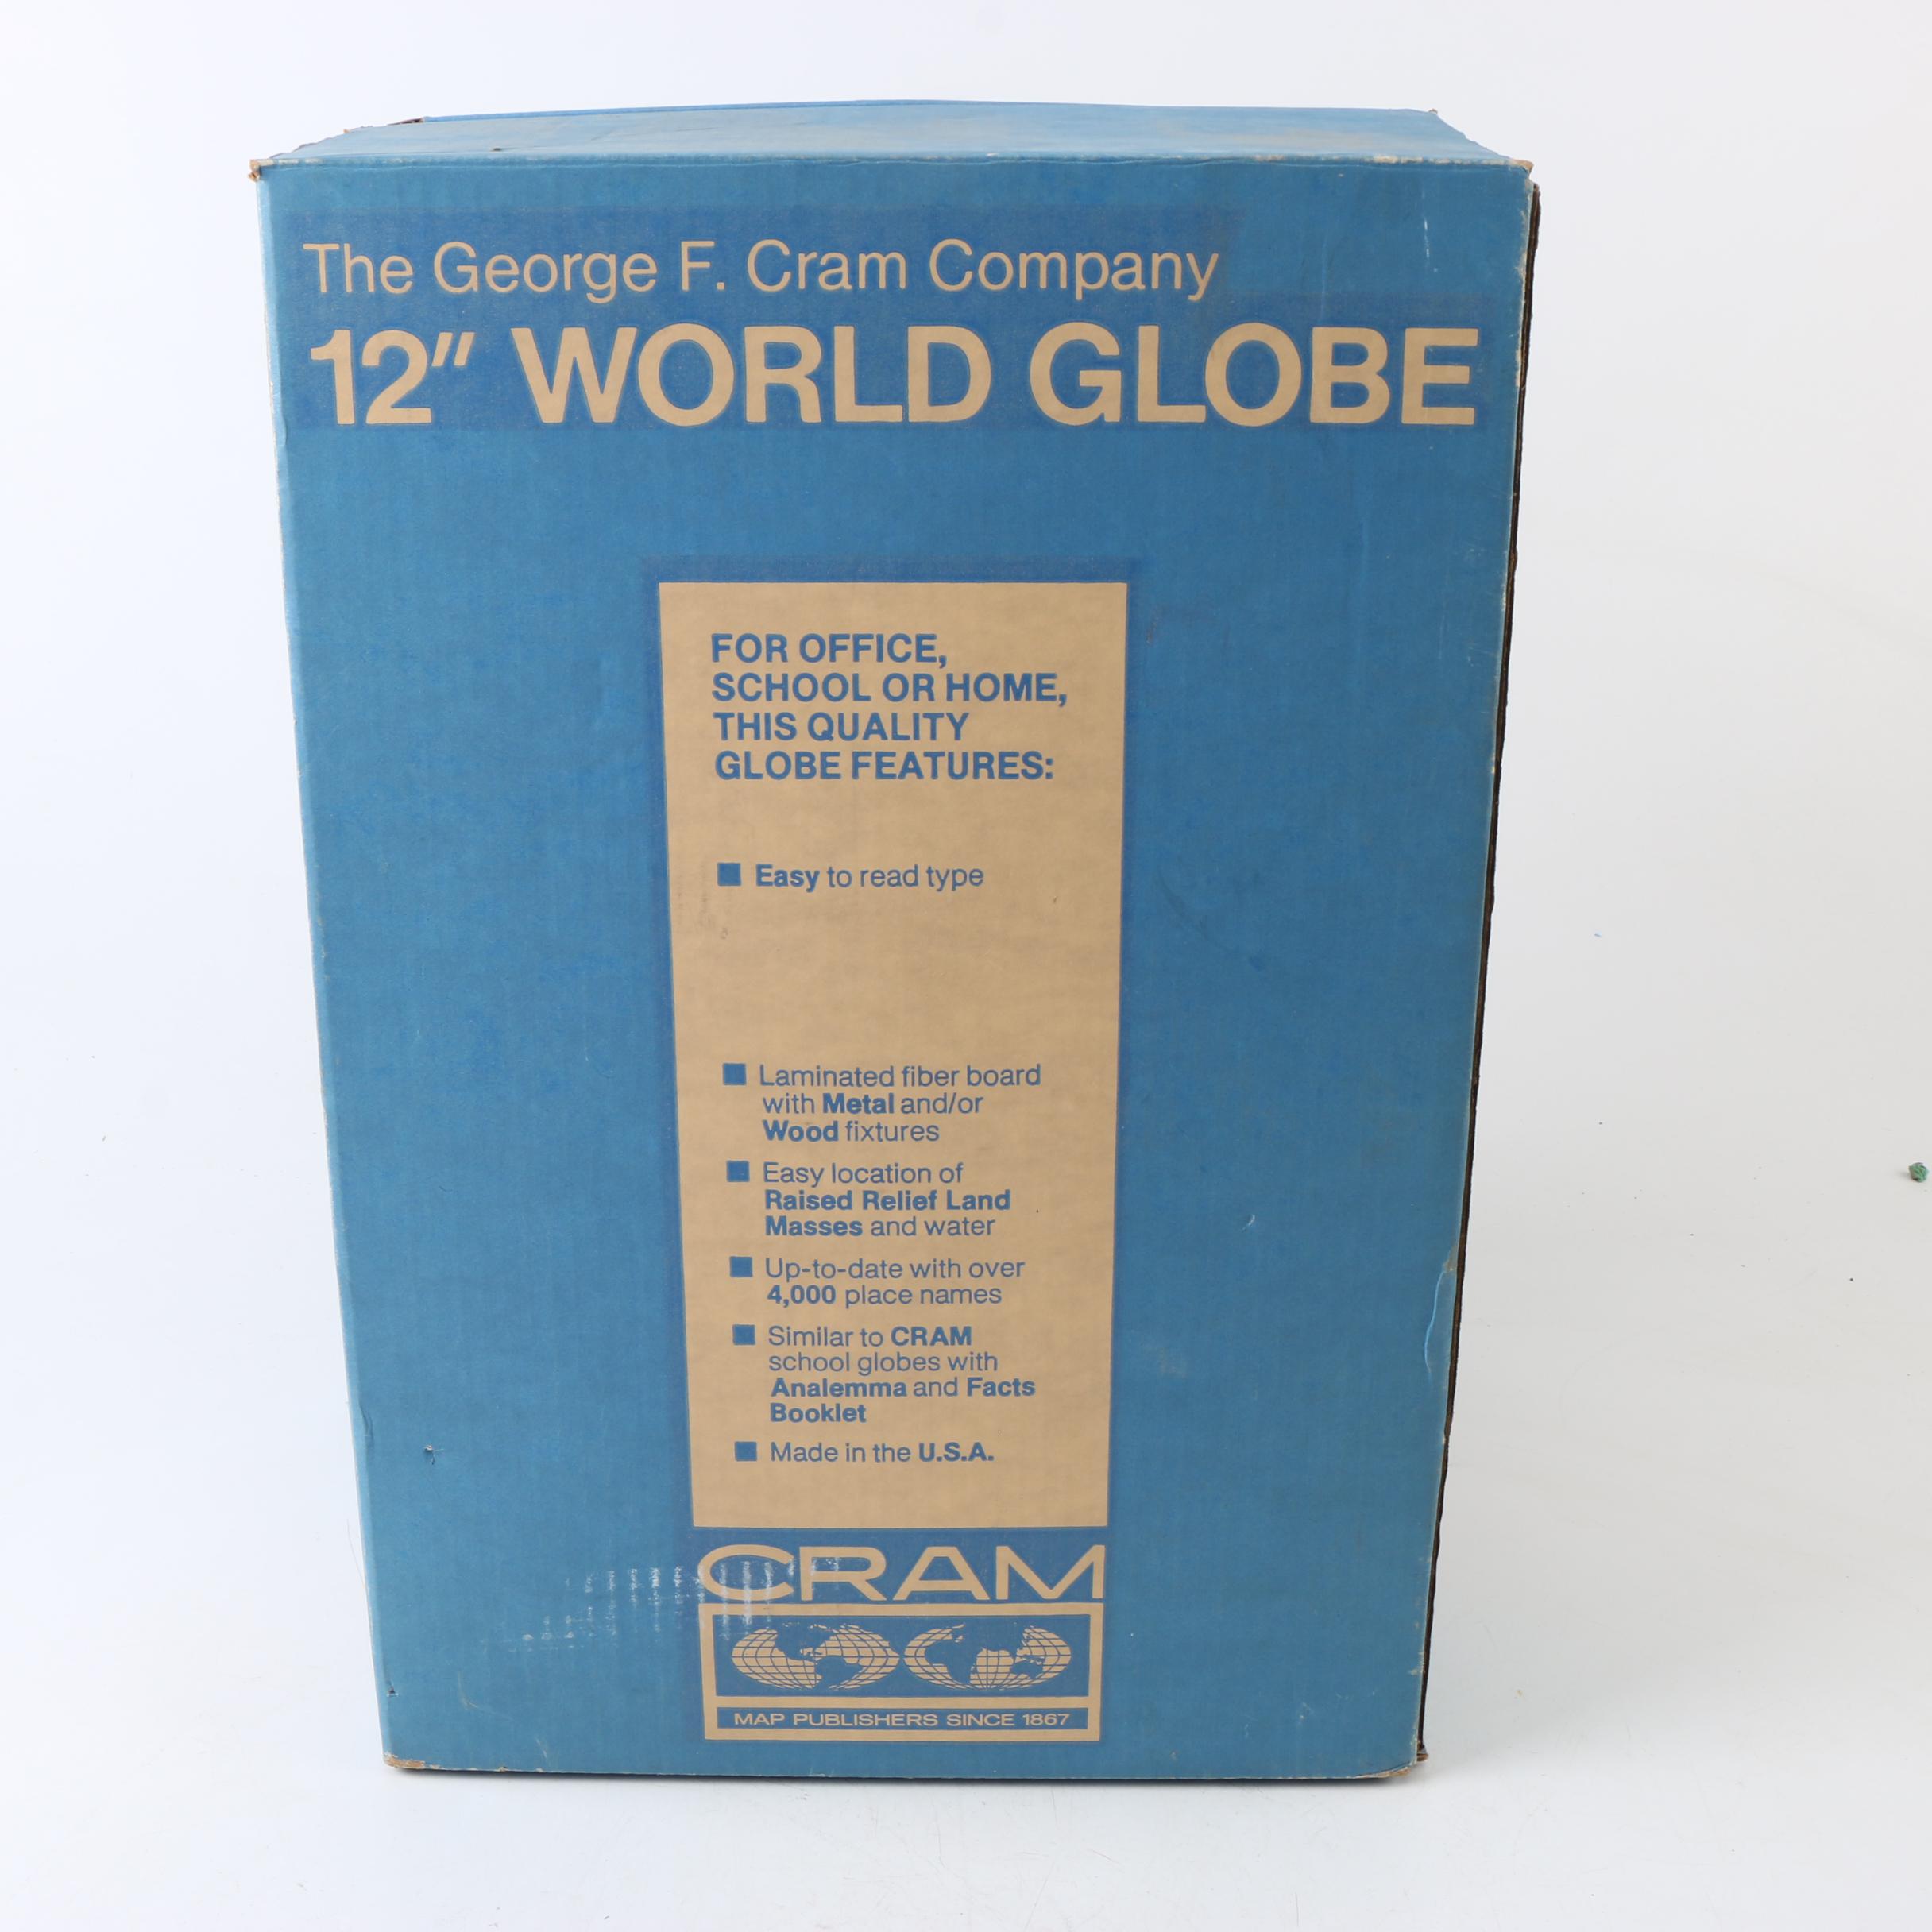 The George F. Cram Company
12" WORLD GLOBE
FOR OFFICE,
SCHOOL OR HOME,
THIS QUALITY
GLOBE FEATURES:
■ Easy to read type
■ Laminated fiber board
with Metal and/or
Wood fixtures
■ Easy location of
Raised Relief Land
Masses and water
■ Up-to-date with over
4,000 place names
■ Similar to CRAM
school globes with
Analemma and Facts
Booklet
■ Made in the U.S.A.
CRAM
MAP PUBLISHERS SINCE 1867